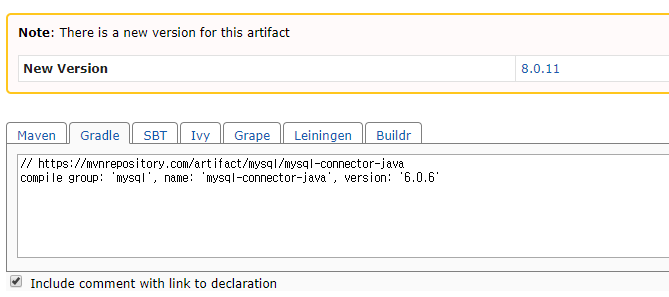 Note: There is a new version for this artifact
New Version 8.0.11
Maven Gradle SBT Ivy Grape Leiningen Buildr
// https://mvnrepository.com/artifact/mysql/mysql-connector-java
compile group: 'mysql', name: 'mysql-connector-java', version: '6.0.6'
Include comment with link to declaration